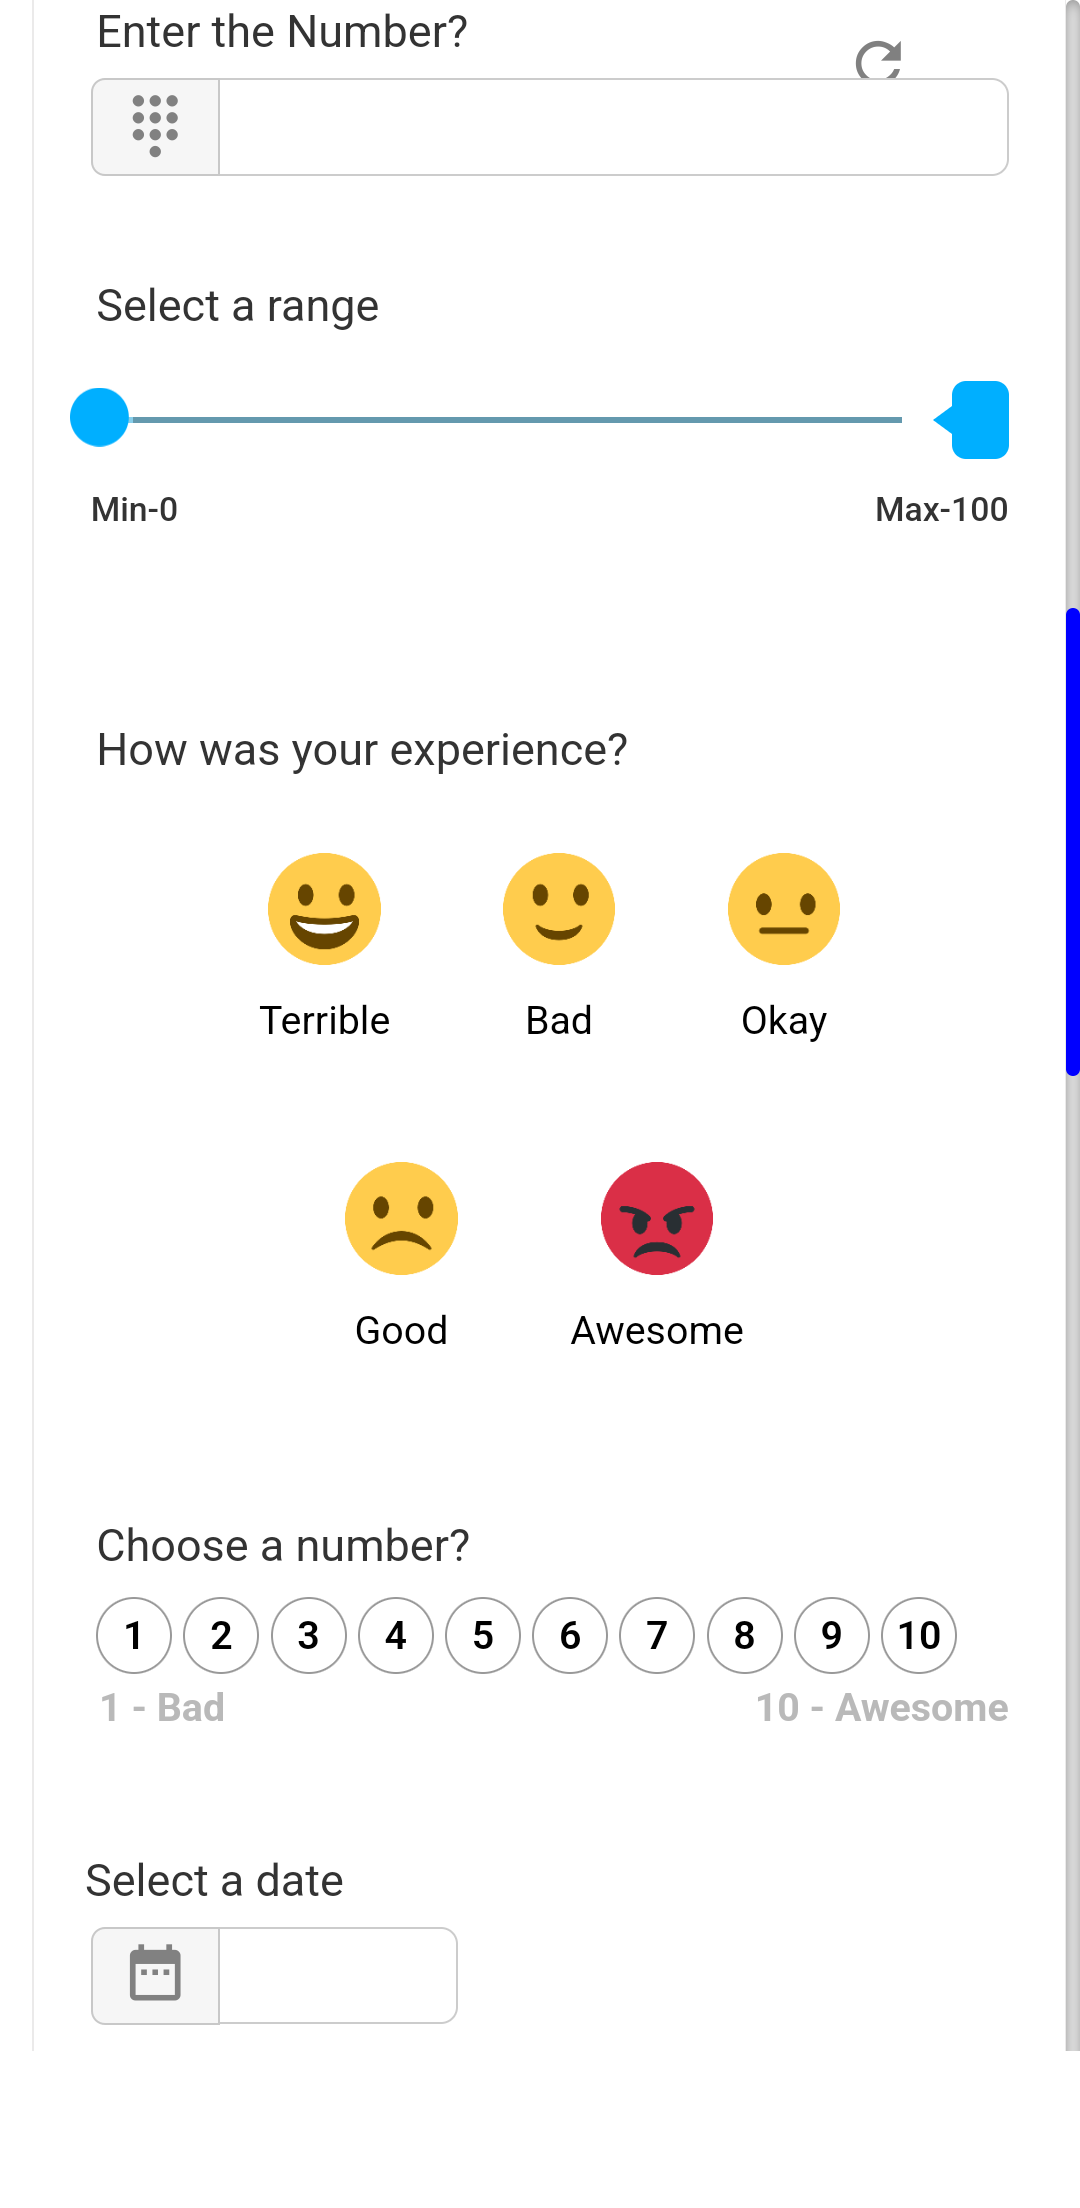 Enter the Number?
Select a range
Min-0 Max-100
How was your experience?
Terrible Bad Okay
Good Awesome
Choose a number?
1 2 3 4 5 6 7 8 9 10
1 - Bad 10 - Awesome
Select a date